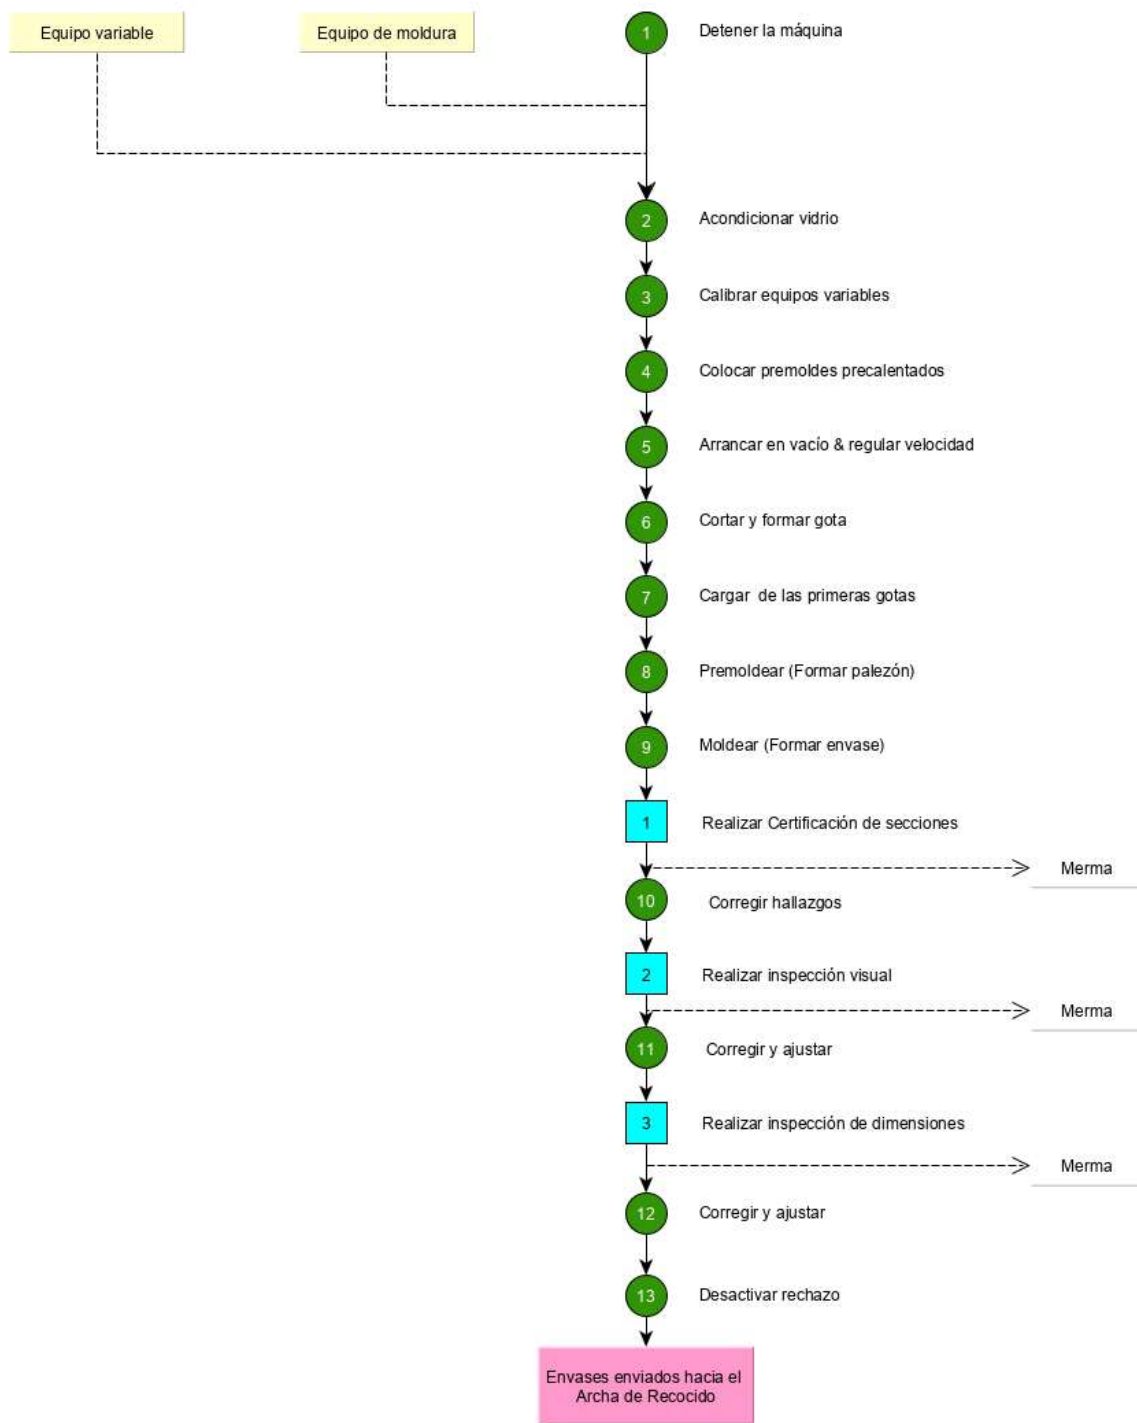 Equipo variable
Equipo de moldura
1
Detener la máquina
2
Acondicionar vidrio
3
Calibrar equipos variables
4
Colocar premoldes precalentados
5
Arrancar en vacío & regular velocidad
6
Cortar y formar gota
7
Cargar de las primeras gotas
8
Premoldear (Formar palezón)
9
Moldear (Formar envase)
1
Realizar Certificación de secciones
Merma
10
Corregir hallazgos
2
Realizar inspección visual
Merma
11
Corregir y ajustar
3
Realizar inspección de dimensiones
Merma
12
Corregir y ajustar
13
Desactivar rechazo
Envases enviados hacia el
Archa de Recocido